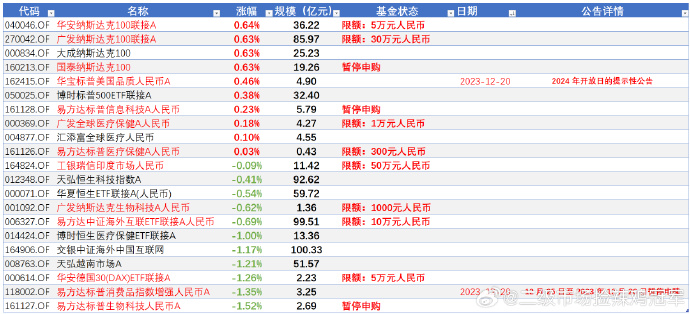 代码 名称 涨幅 规模（亿元） 基金状态 日期 公告详情
040046.OF 华安纳斯达克100联接A 0.64% 36.22 限额：5万元人民币
270042.OF 广发纳斯达克100联接A 0.63% 85.97 限额：30万元人民币
000834.OF 大成纳斯达克100 0.63% 25.23
160213.OF 国泰纳斯达克100 0.63% 19.26 暂停申购
162415.OF 华宝标普美国品质人民币A 0.46% 4.90 2023-12-20 2024年开放日的提示性公告
050025.OF 博时标普500ETF联接A 0.38% 32.40
161128.OF 易方达标普信息科技A人民币 0.23% 5.79 暂停申购
000369.OF 广发全球医疗保健A人民币 0.18% 4.27 限额：1万元人民币
004877.OF 汇添富全球医疗人民币 0.10% 4.55
161126.OF 易方达标普医疗保健A人民币 0.03% 0.43 限额：300元人民币
164824.OF 工银瑞信印度市场人民币 -0.09% 11.42 限额：50万元人民币
012348.OF 天弘恒生科技指数A -0.41% 92.62
000071.OF 华夏恒生ETF联接A(人民币) -0.54% 59.72
001092.OF 广发纳斯达克生物科技A人民币 -0.62% 1.36 限额：1000元人民币
006327.OF 易方达中证海外互联ETF联接A人民币 -0.69% 99.51 限额：10万元人民币
014424.OF 博时恒生医疗保健ETF联接A -1.00% 13.36
164906.OF 交银中证海外中国互联网 -1.17% 100.33
008763.OF 天弘越南市场A -1.21% 51.57
000614.OF 华安德国30(DAX)ETF联接A -1.26% 2.23 限额：5万元人民币
118002.OF 易方达标普消费品指数增强人民币A -1.35% 3.25 2023-12-20
161127.OF 易方达标普生物科技人民币A -1.52% 2.69 暂停申购